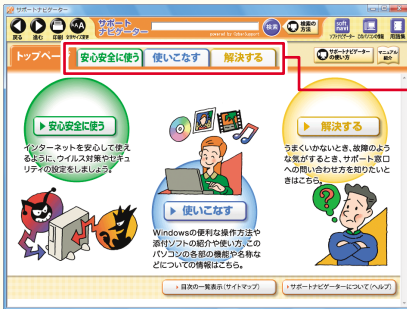 サポートナビゲーター
戻る 進む 印刷 文字サイズ変更
サポート
ナビゲーター
powered by CyberSupport
検索
検索の
方法
soft
navi
ソフトナビゲーター このパソコンの情報 用語集
トップページ 安心安全に使う 使いこなす 解決する
サポートナビゲーター
の使い方
マニュアル
紹介
安心安全に使う
インターネットを安心して使え
るように、ウイルス対策やセキュ
リティの設定をしましょう。
使いこなす
Windowsの便利な操作方法や
添付ソフトの紹介や使い方、この
パソコンの各部の機能や名称な
どについての情報はこちら。
解決する
うまくいかないとき、故障のよう
な気がするとき、サポート窓口
への問い合わせ方を知りたいと
きはこちら。
?
目次の一覧表示(サイトマップ)
サポートナビゲーターについて(ヘルプ)